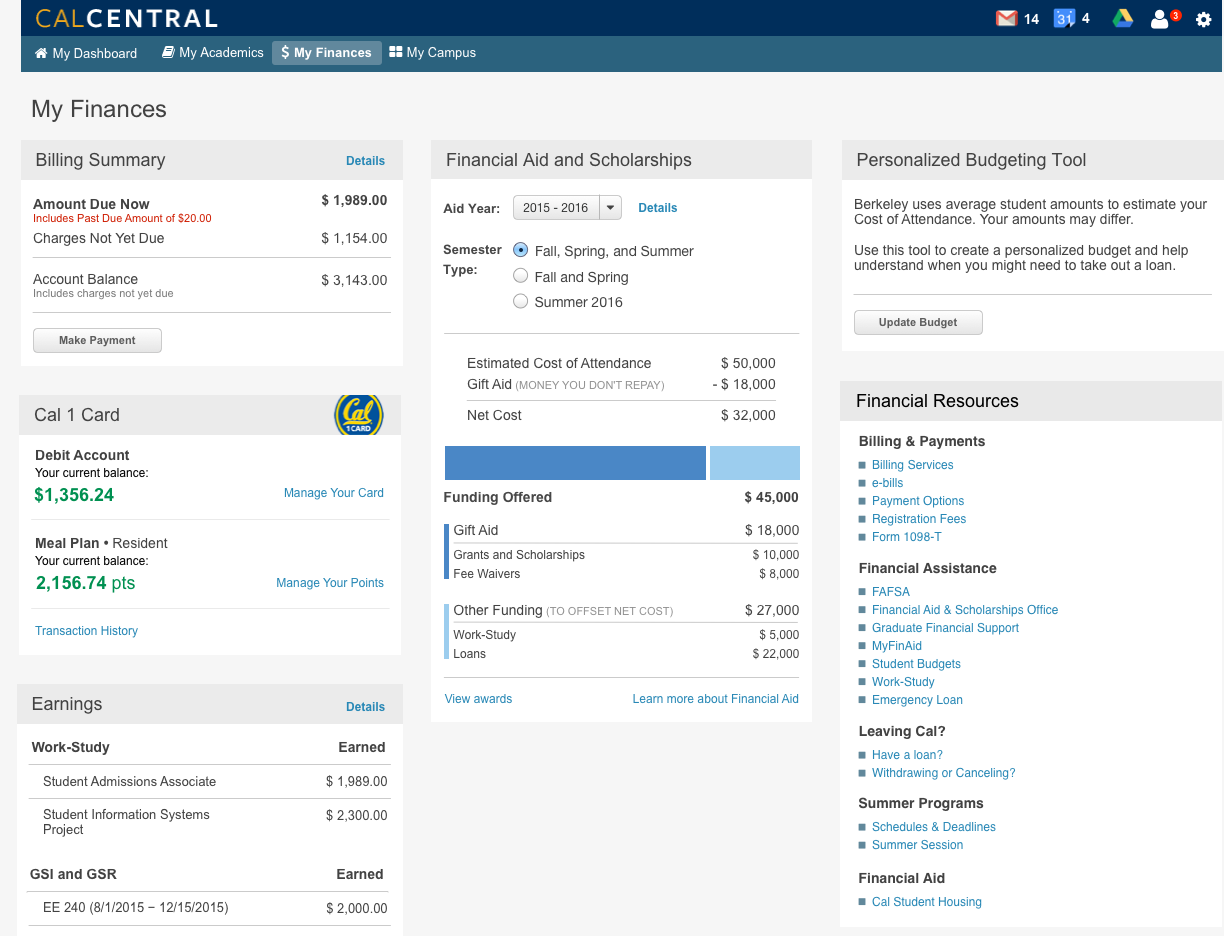 CALCENTRAL
14
31
4
3
My Dashboard
My Academics
$ My Finances
My Campus
My Finances
Billing Summary
Details
Amount Due Now $ 1,989.00
Includes Past Due Amount of $20.00
Charges Not Yet Due $ 1,154.00
Account Balance $ 3,143.00
Includes charges not yet due
Make Payment
Cal 1 Card
Cal
1 CARD
Debit Account
Your current balance:
$1,356.24 Manage Your Card
Meal Plan • Resident
Your current balance:
2,156.74 pts Manage Your Points
Transaction History
Earnings
Details
Work-Study Earned
Student Admissions Associate $ 1,989.00
Student Information Systems $ 2,300.00
Project
GSI and GSR Earned
EE 240 (8/1/2015 – 12/15/2015) $ 2,000.00
Financial Aid and Scholarships
Aid Year: 2015 - 2016 Details
Semester Type:
Fall, Spring, and Summer
Fall and Spring
Summer 2016
Estimated Cost of Attendance $ 50,000
Gift Aid (MONEY YOU DON'T REPAY) - $ 18,000
Net Cost $ 32,000
Funding Offered $ 45,000
Gift Aid $ 18,000
Grants and Scholarships $ 10,000
Fee Waivers $ 8,000
Other Funding (TO OFFSET NET COST) $ 27,000
Work-Study $ 5,000
Loans $ 22,000
View awards Learn more about Financial Aid
Personalized Budgeting Tool
Berkeley uses average student amounts to estimate your
Cost of Attendance. Your amounts may differ.
Use this tool to create a personalized budget and help
understand when you might need to take out a loan.
Update Budget
Financial Resources
Billing & Payments
Billing Services
e-bills
Payment Options
Registration Fees
Form 1098-T
Financial Assistance
FAFSA
Financial Aid & Scholarships Office
Graduate Financial Support
MyFinAid
Student Budgets
Work-Study
Emergency Loan
Leaving Cal?
Have a loan?
Withdrawing or Canceling?
Summer Programs
Schedules & Deadlines
Summer Session
Financial Aid
Cal Student Housing